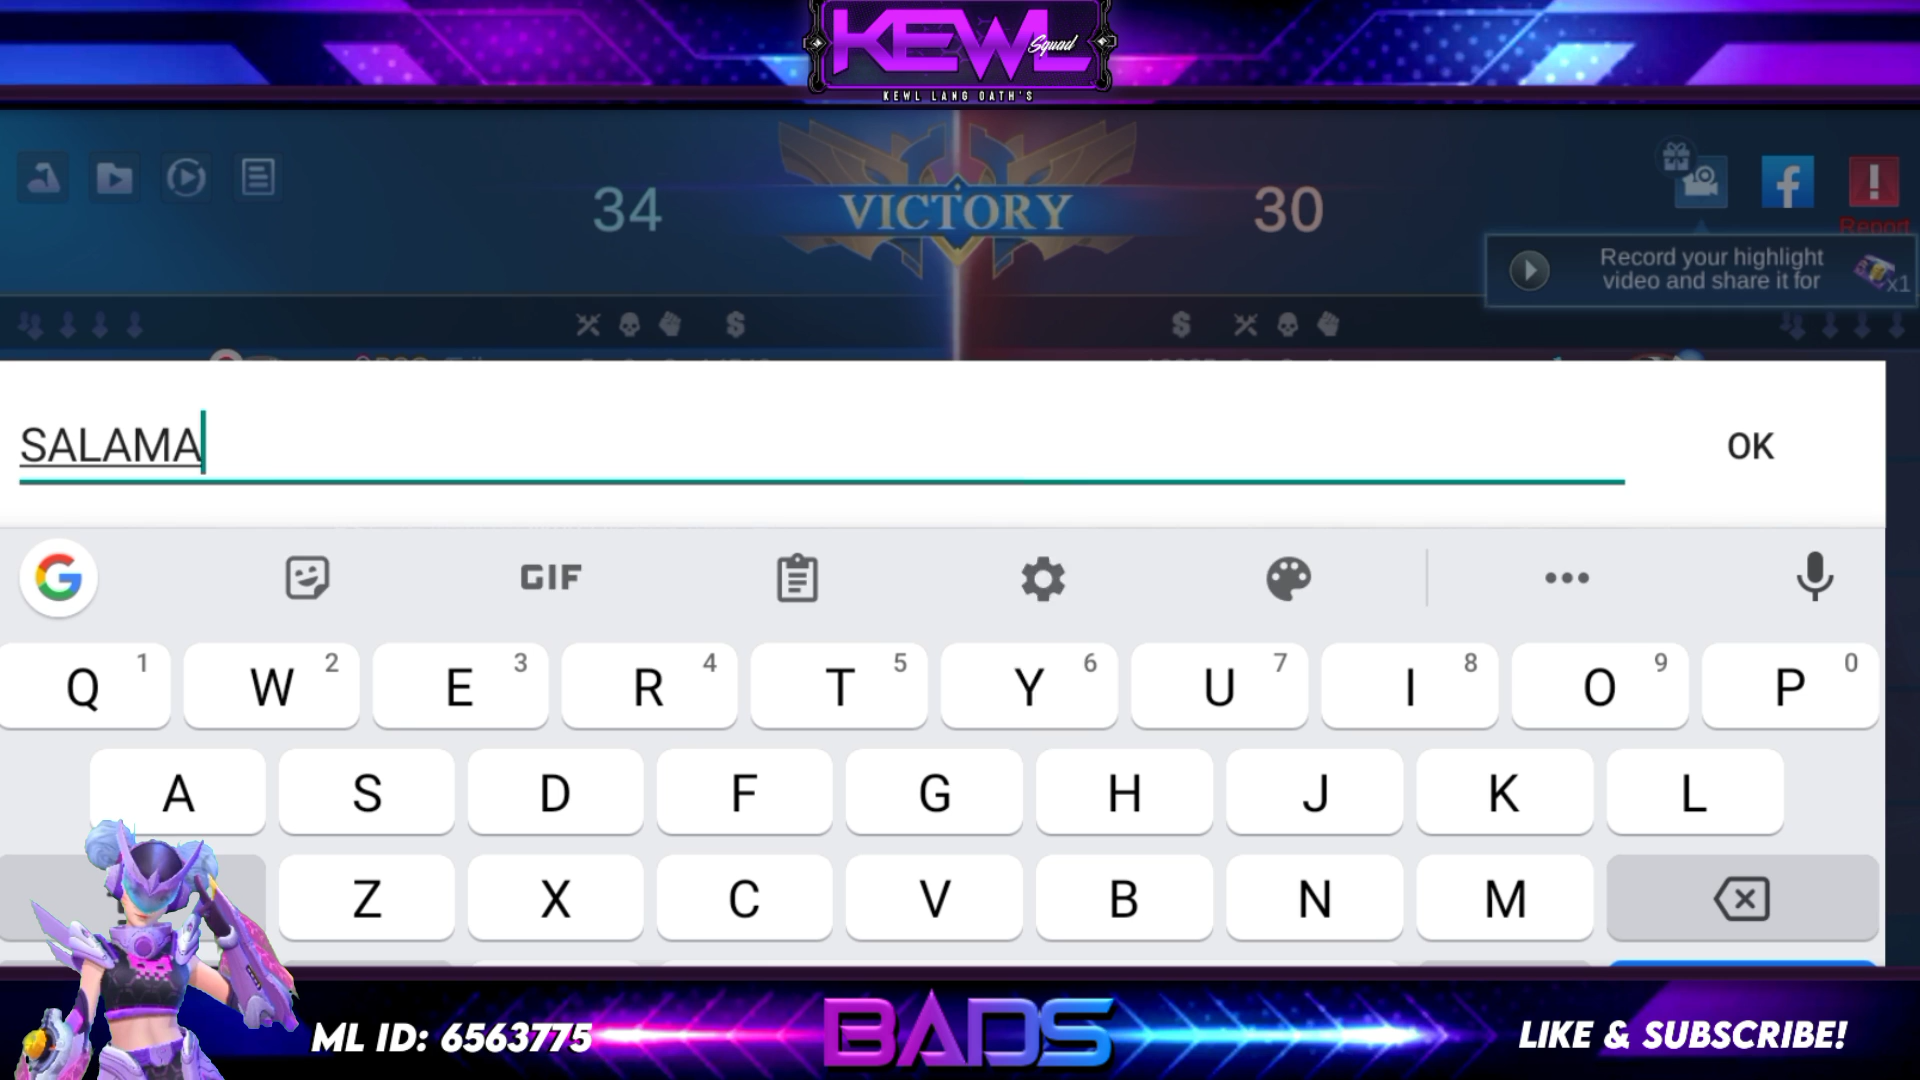 KEWL Squad
KEWL LANG OATH'S
34 VICTORY 30
Report
Record your highlight
video and share it for
x1
SALAMA
OK
G GIF
Q 1 W 2 E 3 R 4 T 5 Y 6 U 7 I 8 O 9 P 0
A S D F G H J K L
Z X C V B N M
ML ID: 6563775
BADS
LIKE & SUBSCRIBE!